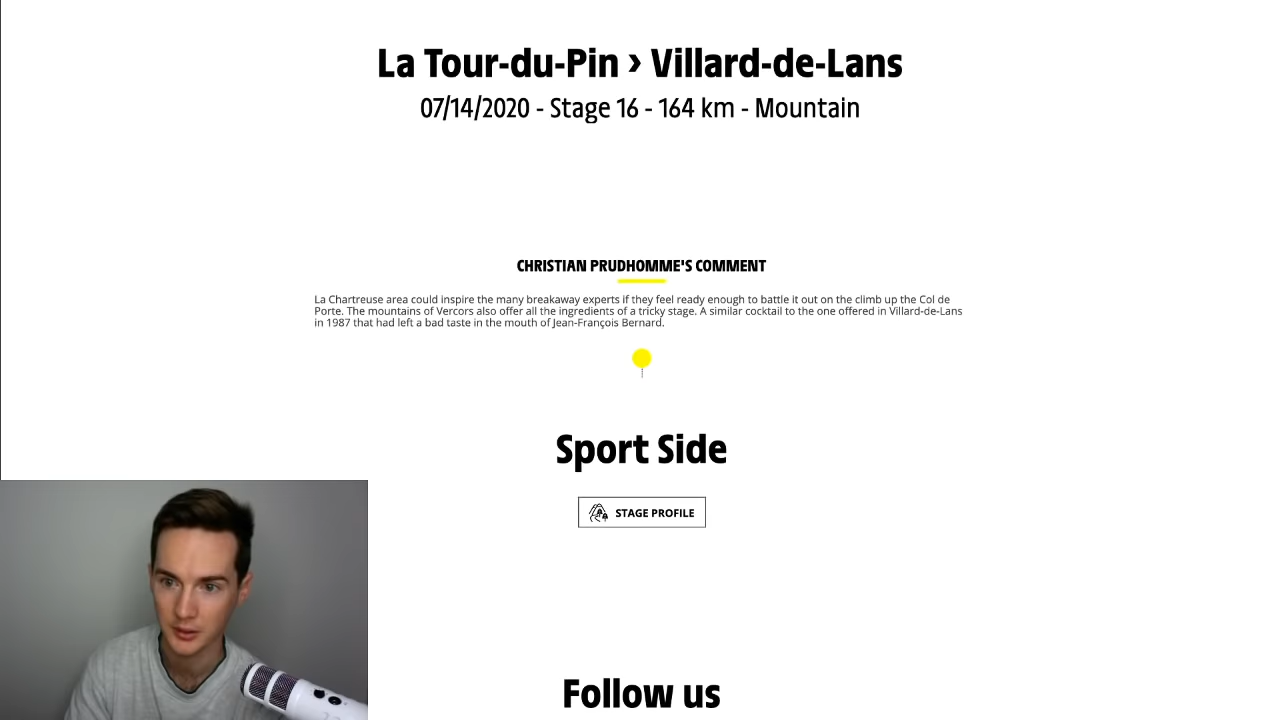 La Tour-du-Pin › Villard-de-Lans
07/14/2020 - Stage 16 - 164 km - Mountain
CHRISTIAN PRUDHOMME'S COMMENT
La Chartreuse area could inspire the many breakaway experts if they feel ready enough to battle it out on the climb up the Col de
Porte. The mountains of Vercors also offer all the ingredients of a tricky stage. A similar cocktail to the one offered in Villard-de-Lans
in 1987 that had left a bad taste in the mouth of Jean-François Bernard.
Sport Side
STAGE PROFILE
Follow us